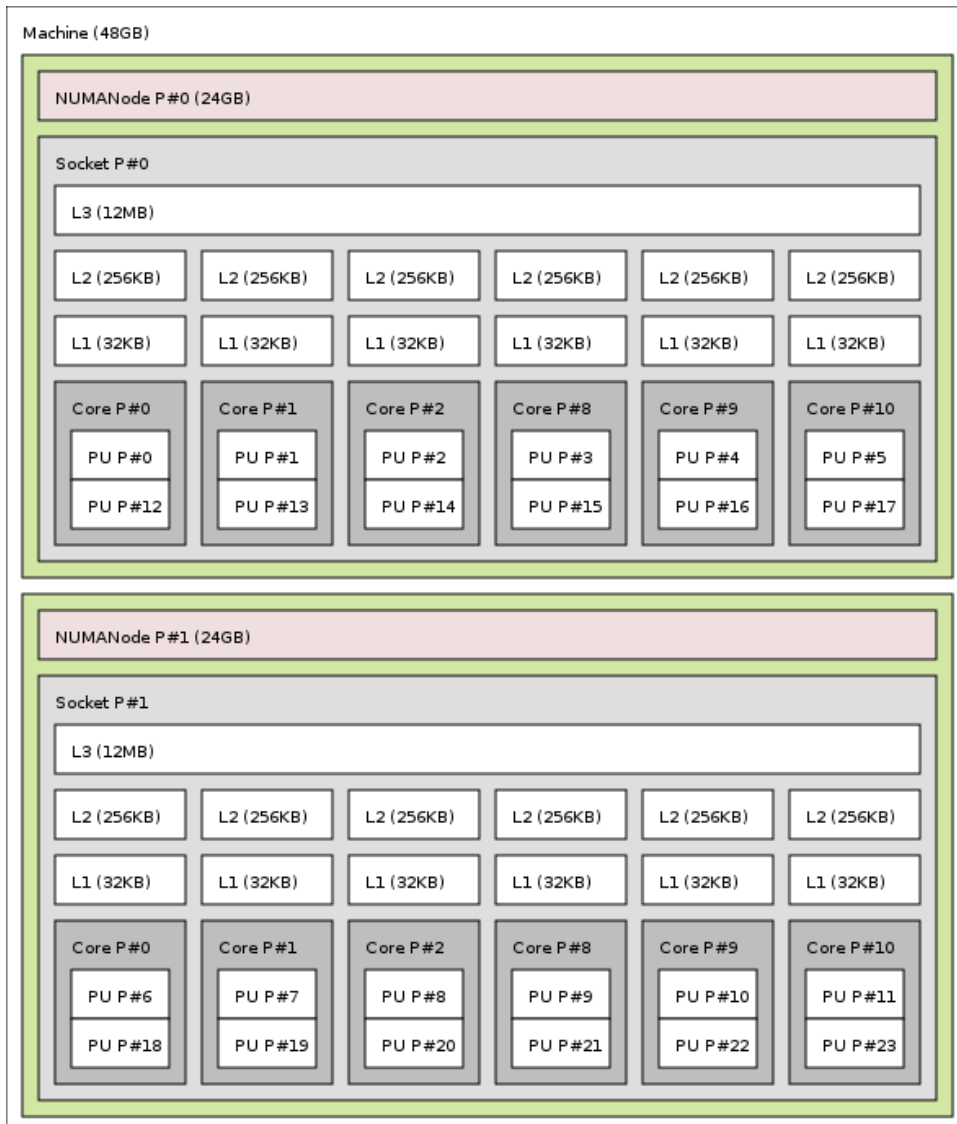 Machine (48GB)
NUMANode P#0 (24GB)
Socket P#0
L3 (12MB)
L2 (256KB) L2 (256KB) L2 (256KB) L2 (256KB) L2 (256KB) L2 (256KB)
L1 (32KB) L1 (32KB) L1 (32KB) L1 (32KB) L1 (32KB) L1 (32KB)
Core P#0 Core P#1 Core P#2 Core P#8 Core P#9 Core P#10
PU P#0 PU P#1 PU P#2 PU P#3 PU P#4 PU P#5
PU P#12 PU P#13 PU P#14 PU P#15 PU P#16 PU P#17
NUMANode P#1 (24GB)
Socket P#1
L3 (12MB)
L2 (256KB) L2 (256KB) L2 (256KB) L2 (256KB) L2 (256KB) L2 (256KB)
L1 (32KB) L1 (32KB) L1 (32KB) L1 (32KB) L1 (32KB) L1 (32KB)
Core P#0 Core P#1 Core P#2 Core P#8 Core P#9 Core P#10
PU P#6 PU P#7 PU P#8 PU P#9 PU P#10 PU P#11
PU P#18 PU P#19 PU P#20 PU P#21 PU P#22 PU P#23